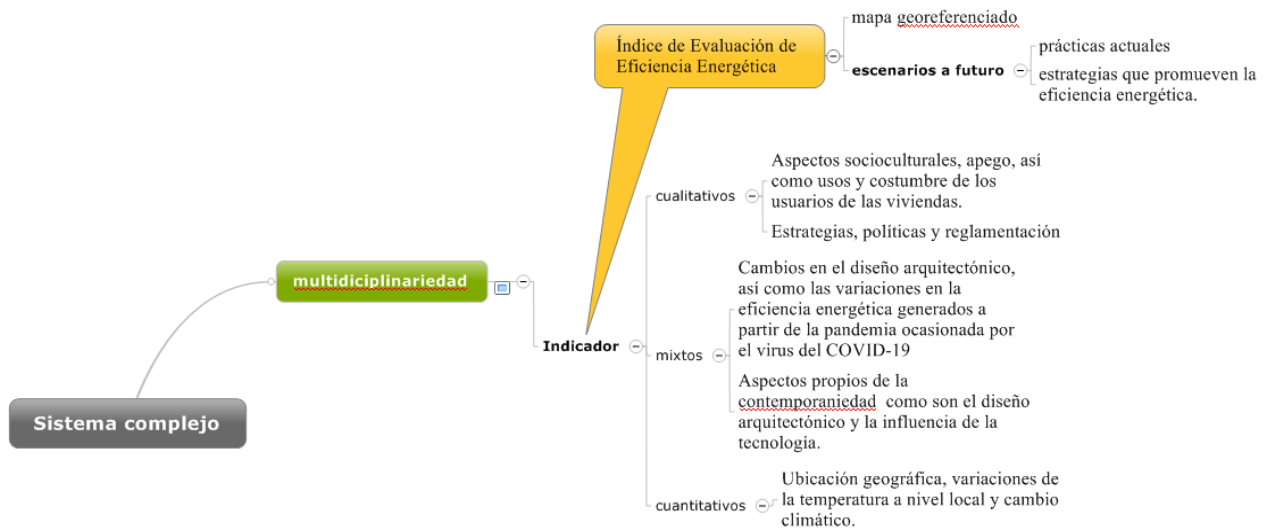 Índice de Evaluación de
Eficiencia Energética
mapa georeferenciado
escenarios a futuro
prácticas actuales
estrategias que promueven la
eficiencia energética.
Sistema complejo
multidiciplinariedad
Indicador
cualitativos
Aspectos socioculturales, apego, así
como usos y costumbre de los
usuarios de las viviendas.
Estrategias, políticas y reglamentación
mixtos
Cambios en el diseño arquitectónico,
así como las variaciones en la
eficiencia energética generados a
partir de la pandemia ocasionada por
el virus del COVID-19
Aspectos propios de la
contemporaniedad como son el diseño
arquitectónico y la influencia de la
tecnología.
cuantitativos
Ubicación geográfica, variaciones de
la temperatura a nivel local y cambio
climático.